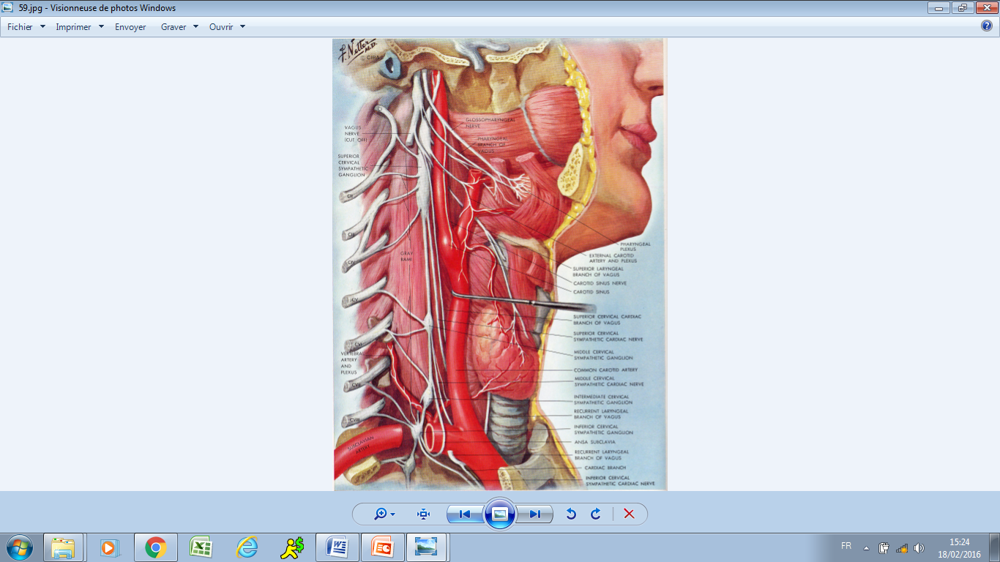 59.jpg - Visionneuse de photos Windows
Fichier Imprimer Envoyer Graver Ouvrir
F. Netter M.D.
© CIBA
GLOSSOPHARYNGEAL
NERVE
VAGUS
NERVE
(CUT OFF)
PHARYNGEAL
BRANCH OF
VAGUS
SUPERIOR
CERVICAL
SYMPATHETIC
GANGLION
CII
CIII
CIV
GRAY
RAMI
CV
CVI
VERTEBRAL
ARTERY
AND
PLEXUS
CVII
CVIII
SUBCLAVIAN
ARTERY
PHARYNGEAL
PLEXUS
EXTERNAL CAROTID
ARTERY AND PLEXUS
SUPERIOR LARYNGEAL
BRANCH OF VAGUS
CAROTID SINUS NERVE
CAROTID SINUS
SUPERIOR CERVICAL CARDIAC
BRANCH OF VAGUS
SUPERIOR CERVICAL
SYMPATHETIC CARDIAC NERVE
MIDDLE CERVICAL
SYMPATHETIC GANGLION
COMMON CAROTID ARTERY
MIDDLE CERVICAL
SYMPATHETIC CARDIAC NERVE
INTERMEDIATE CERVICAL
SYMPATHETIC GANGLION
RECURRENT LARYNGEAL
BRANCH OF VAGUS
INFERIOR CERVICAL
SYMPATHETIC GANGLION
ANSA SUBCLAVIA
RECURRENT LARYNGEAL
BRANCH OF VAGUS
CARDIAC BRANCH
INFERIOR CERVICAL
SYMPATHETIC CARDIAC NERVE
FR
15:24
18/02/2016